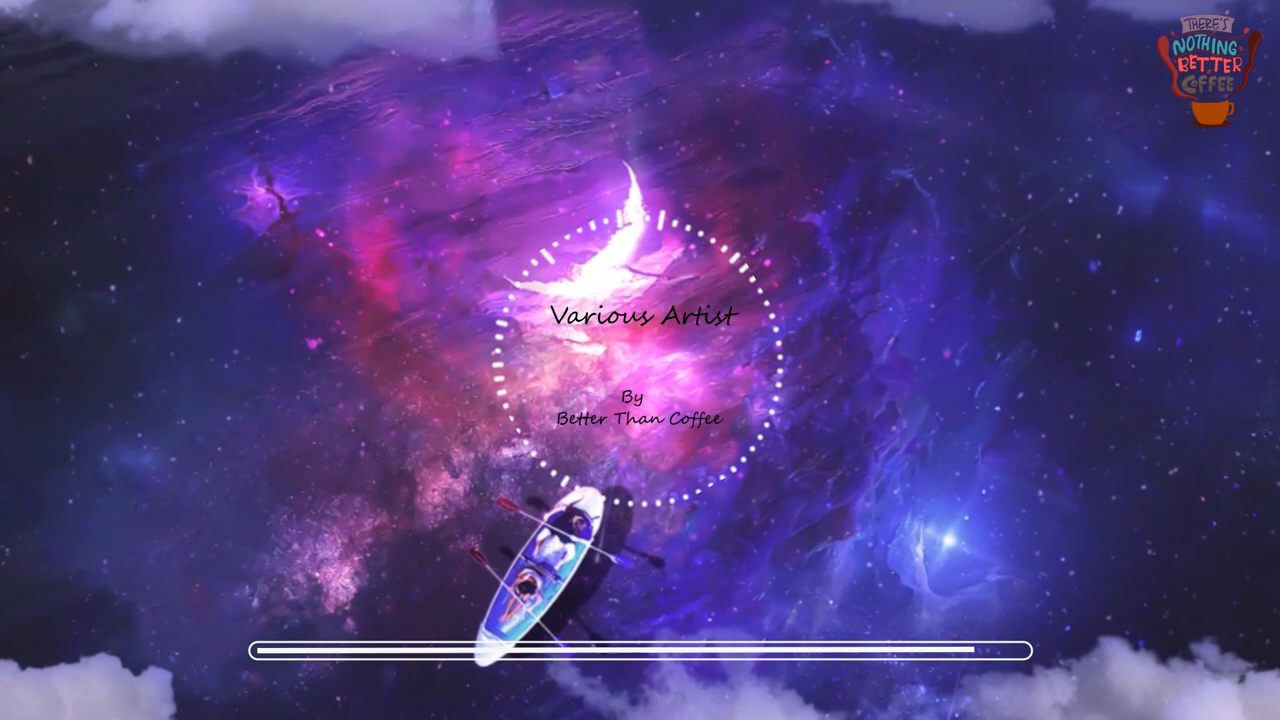 THERE'S
NOTHING
BETTER
COFFEE
Various Artist
By
Better Than Coffee